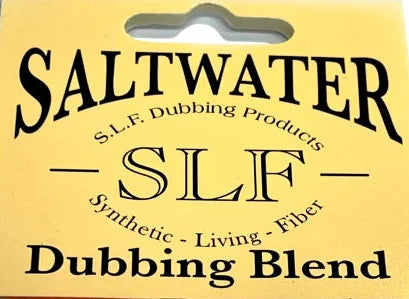 SALTWATER
S.L.F. Dubbing Products
— SLF —
Synthetic - Living - Fiber
Dubbing Blend